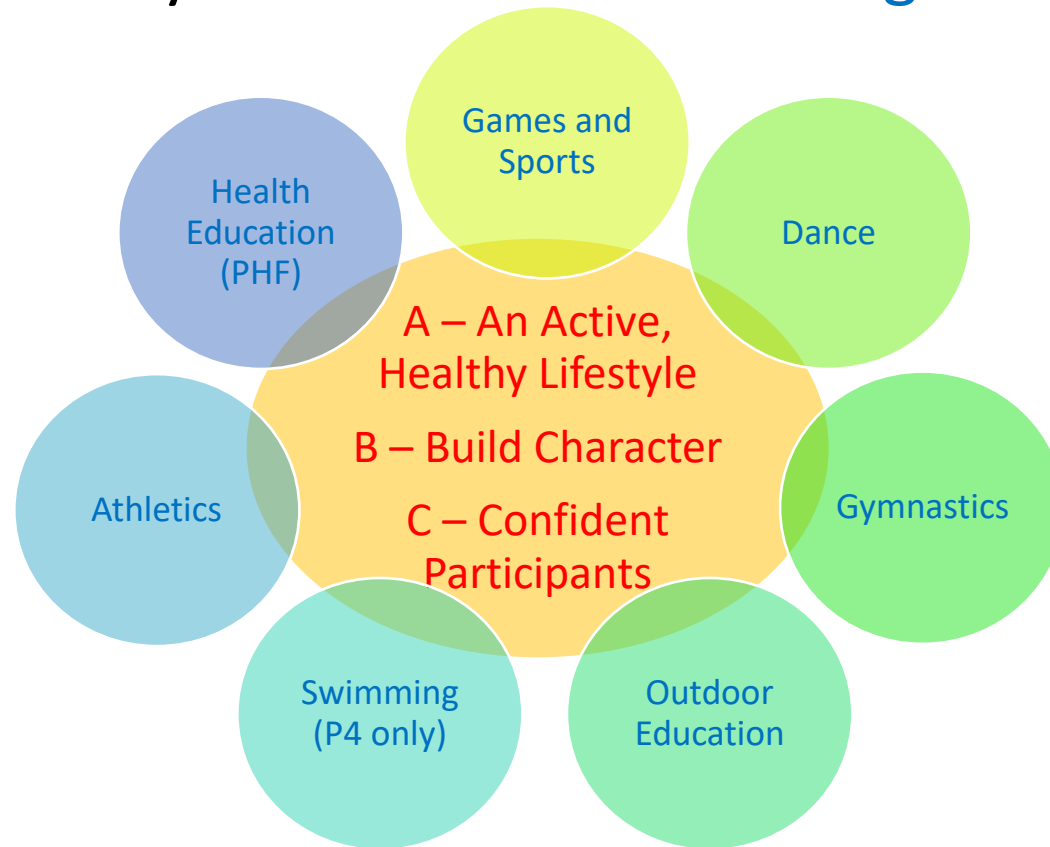 Games and
Sports
Dance
Gymnastics
Outdoor
Education
Swimming
(P4 only)
Athletics
Health
Education
(PHF)
A – An Active,
Healthy Lifestyle
B – Build Character
C – Confident
Participants